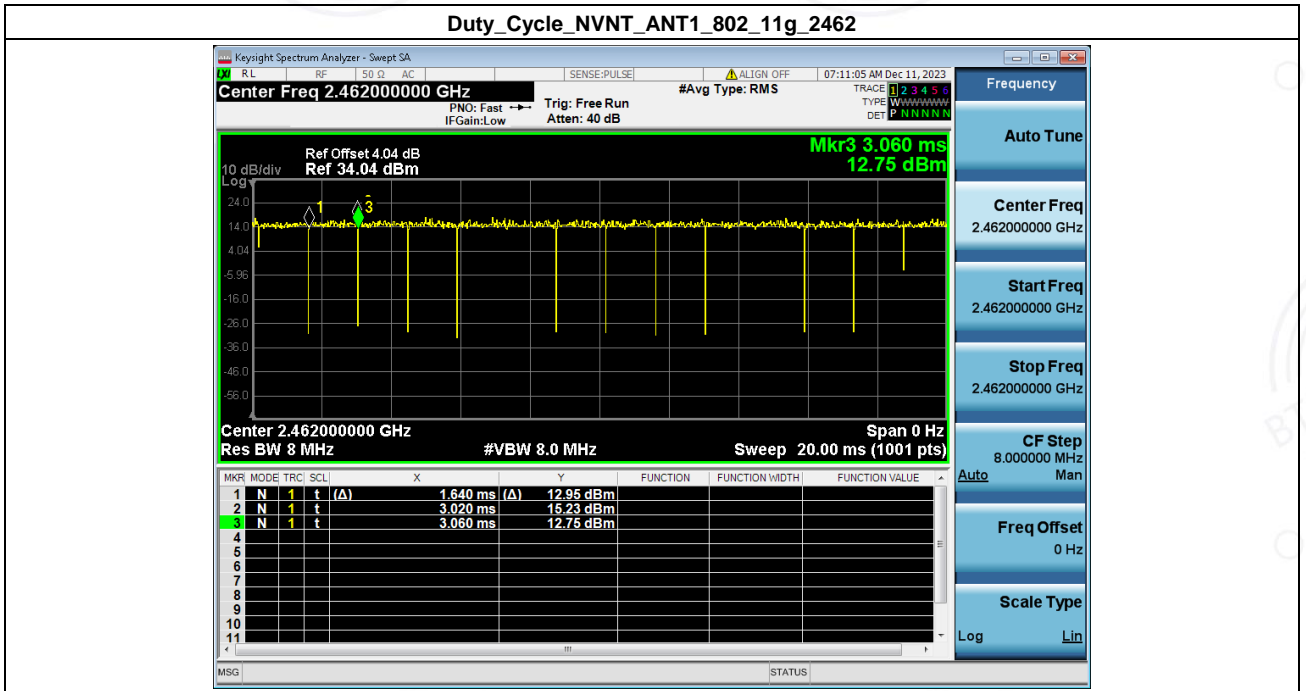 Duty_Cycle_NVNT_ANT1_802_11g_2462
Keysight Spectrum Analyzer - Swept SA
LXI RL RF 50 Ω AC SENSE:PULSE ALIGN OFF 07:11:05 AM Dec 11, 2023
Center Freq 2.462000000 GHz
PNO: Fast
IFGain:Low
Trig: Free Run
Atten: 40 dB
#Avg Type: RMS
TRACE 1 2 3 4 5 6
TYPE WWWWWW
DET P N N N N N
Mkr3 3.060 ms
12.75 dBm
Ref Offset 4.04 dB
10 dB/div Ref 34.04 dBm
Log
24.0
14.0
4.04
-5.96
-16.0
-26.0
-36.0
-46.0
-56.0
1
3
Center 2.462000000 GHz Span 0 Hz
Res BW 8 MHz #VBW 8.0 MHz Sweep 20.00 ms (1001 pts)
MKR MODE TRC SCL X Y FUNCTION FUNCTION WIDTH FUNCTION VALUE
1 N 1 t (Δ) 1.640 ms (Δ) 12.95 dBm
2 N 1 t 3.020 ms 15.23 dBm
3 N 1 t 3.060 ms 12.75 dBm
4
5
6
7
8
9
10
11
MSG STATUS
Frequency
Auto Tune
Center Freq
2.462000000 GHz
Start Freq
2.462000000 GHz
Stop Freq
2.462000000 GHz
CF Step
8.000000 MHz
Auto Man
Freq Offset
0 Hz
Scale Type
Log Lin